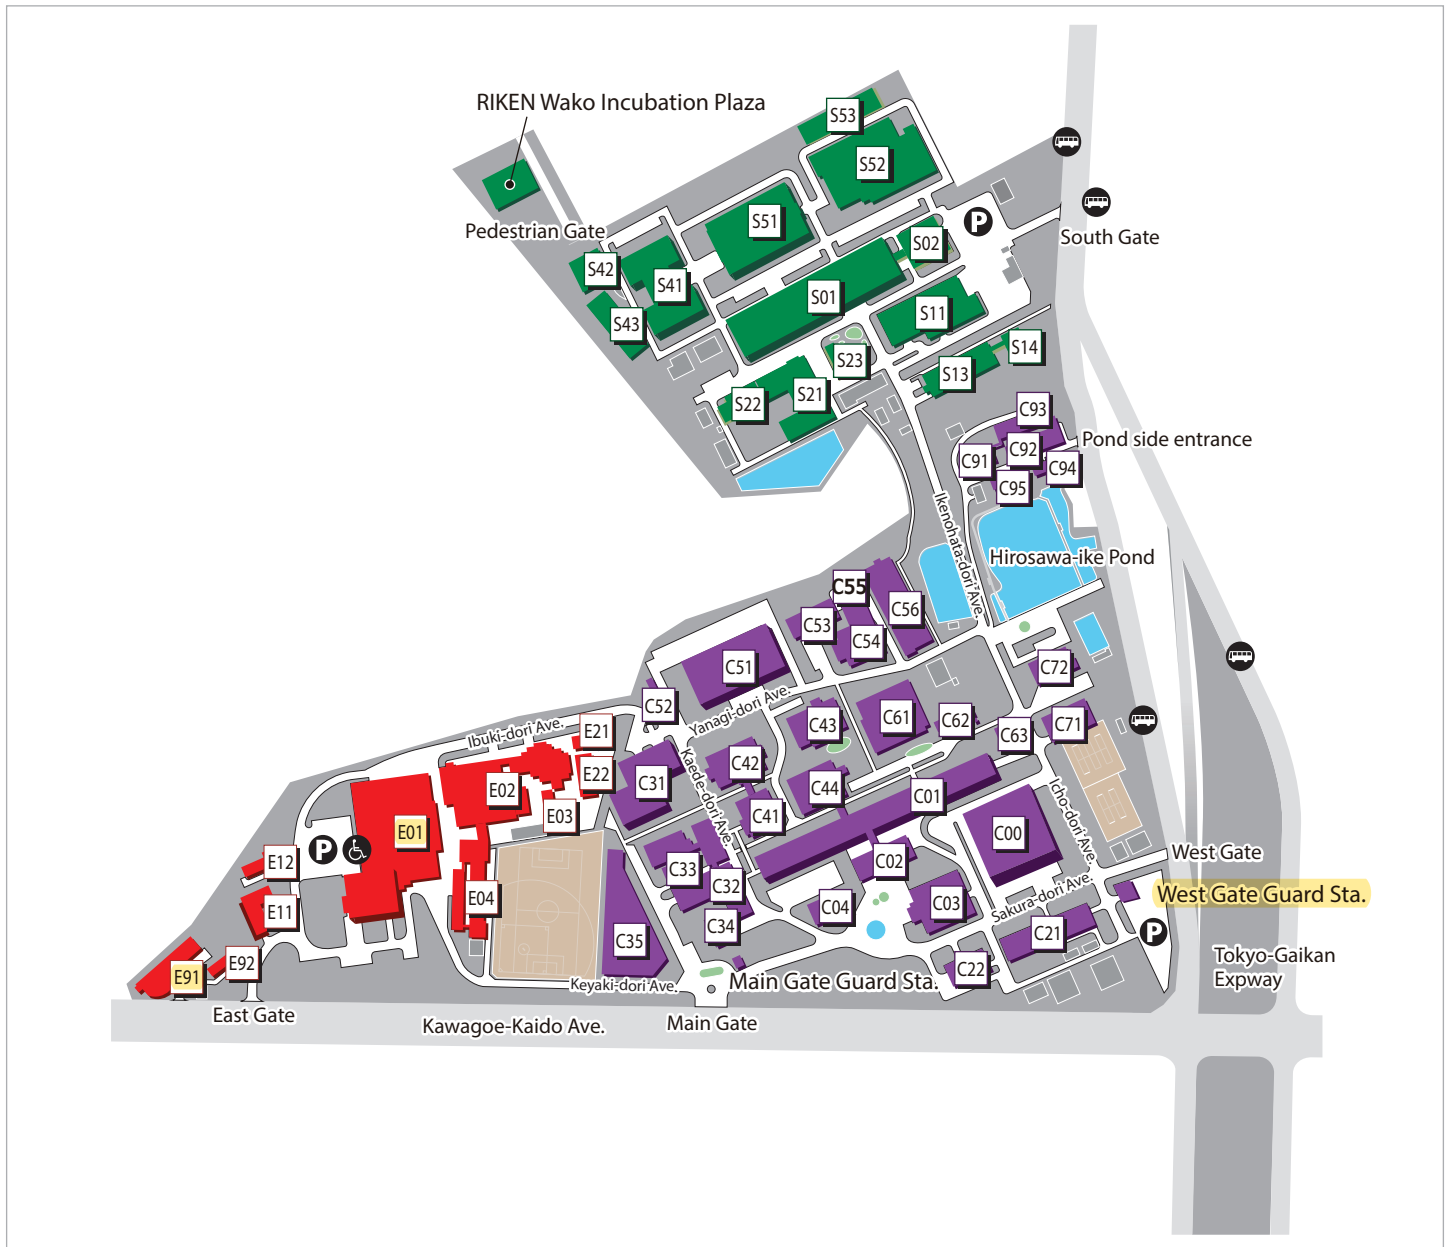 RIKEN Wako Incubation Plaza
S53
S52
S51
Pedestrian Gate
South Gate
P
S02
S42
S41
S01
S43
S11
S23
S14
S13
S22
S21
C93
Pond side entrance
C92
C91
C94
C95
Ikenohata-dori Ave.
Hirosawa-ike Pond
C55
C56
C53
C54
C51
C72
Yanagi-dori Ave.
C52
C43
C61
C62
C71
C63
Ibuki-dori Ave.
E21
Kaede-dori Ave.
C42
E22
C31
E02
C44
C01
Icho-dori Ave.
E03
C41
E01
C00
P
E12
C33
C02
West Gate
C32
Sakura-dori Ave.
West Gate Guard Sta.
E04
E11
C04
C03
C34
C35
C21
P
Tokyo-Gaikan
Expway
E92
E91
C22
Keyaki-dori Ave.
Main Gate Guard Sta.
East Gate
Kawagoe-Kaido Ave.
Main Gate